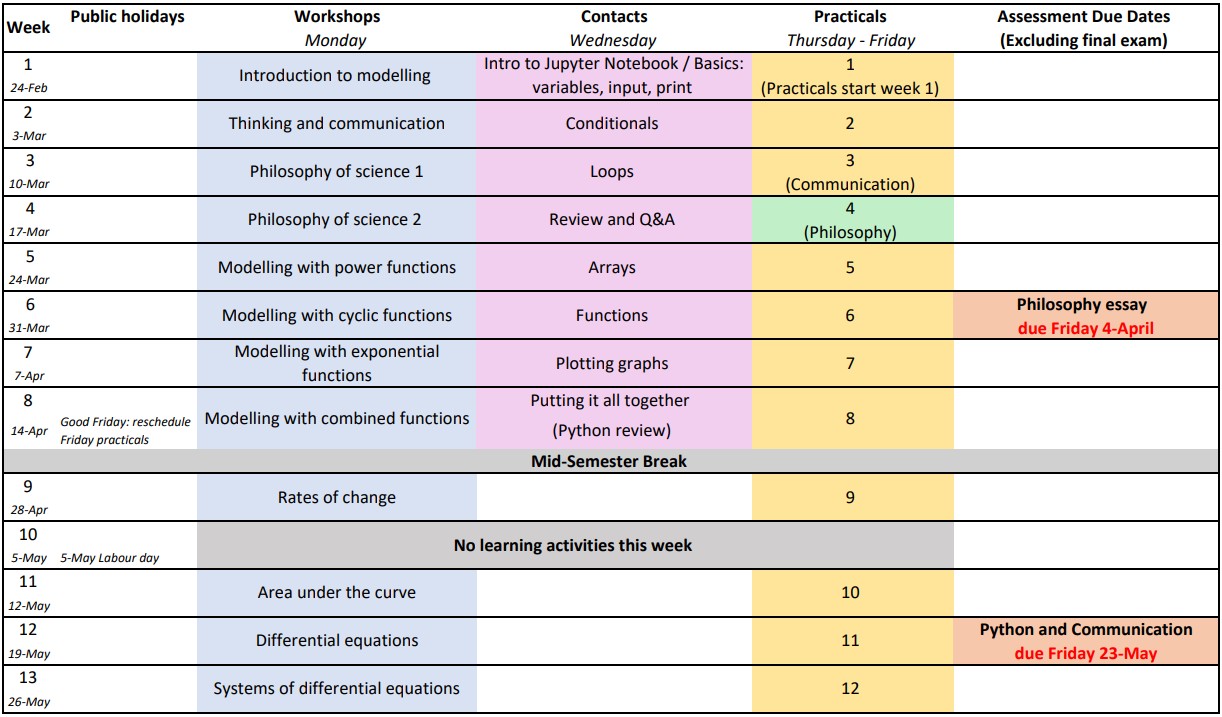 Week Public holidays Workshops Contacts Practicals Assessment Due Dates
Monday Wednesday Thursday - Friday (Excluding final exam)
1 Introduction to modelling Intro to Jupyter Notebook / Basics: 1
24-Feb variables, input, print (Practicals start week 1)
2 Thinking and communication Conditionals 2
3-Mar
3 Philosophy of science 1 Loops 3
10-Mar (Communication)
4 Philosophy of science 2 Review and Q&A 4
17-Mar (Philosophy)
5 Modelling with power functions Arrays 5
24-Mar
6 Modelling with cyclic functions Functions 6 Philosophy essay
31-Mar due Friday 4-April
7 Modelling with exponential Plotting graphs 7
7-Apr functions
8 Modelling with combined functions Putting it all together 8
14-Apr Good Friday: reschedule (Python review)
Friday practicals
Mid-Semester Break
9 Rates of change 9
28-Apr
10 No learning activities this week
5-May 5-May Labour day
11 Area under the curve 10
12-May
12 Differential equations 11 Python and Communication
19-May due Friday 23-May
13 Systems of differential equations 12
26-May